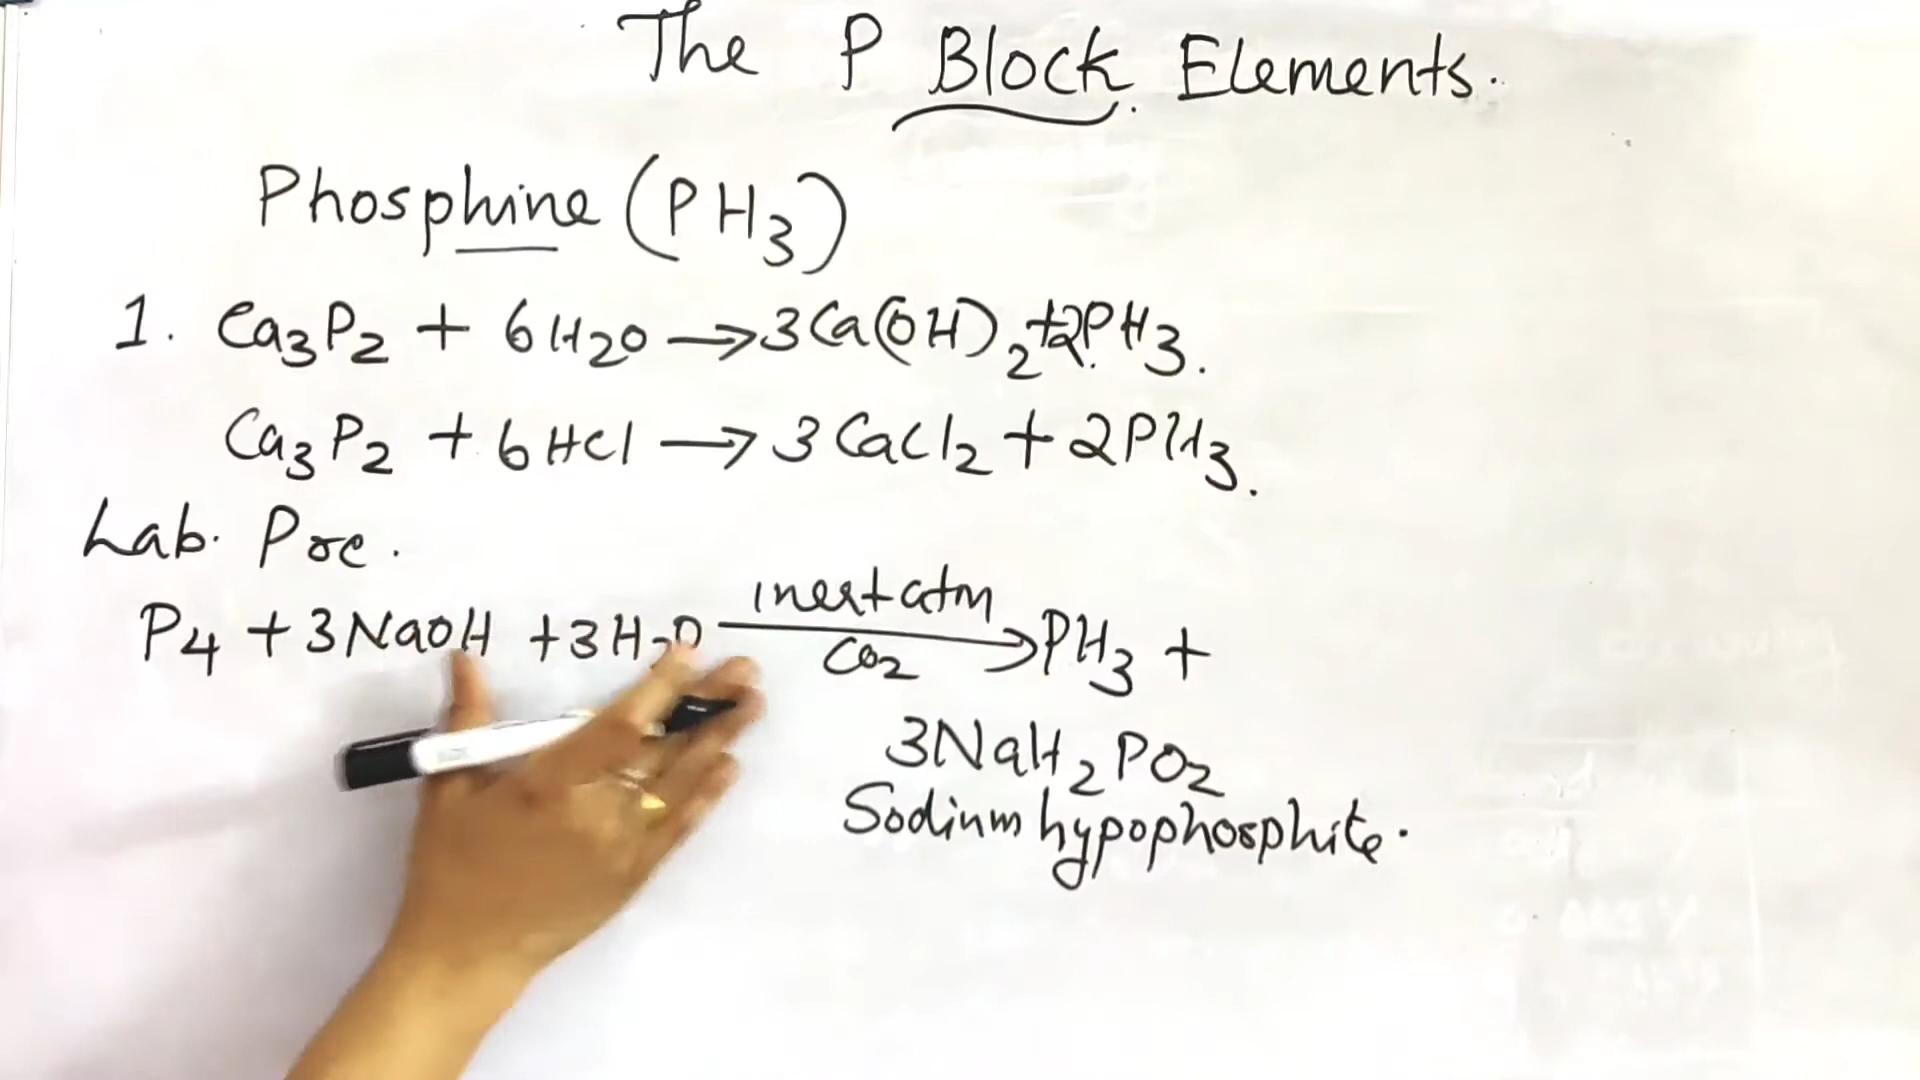 The P Block Elements.
Phosphine (PH3)
1. Ca3P2 + 6H2O → 3Ca(OH)2 + 2PH3.
Ca3P2 + 6HCl → 3CaCl2 + 2PH3.
Lab. Pre.
P4 + 3NaOH + 3H2O inert atm CO2 → PH3 +
3NaH2PO2
Sodium hypophosphite.